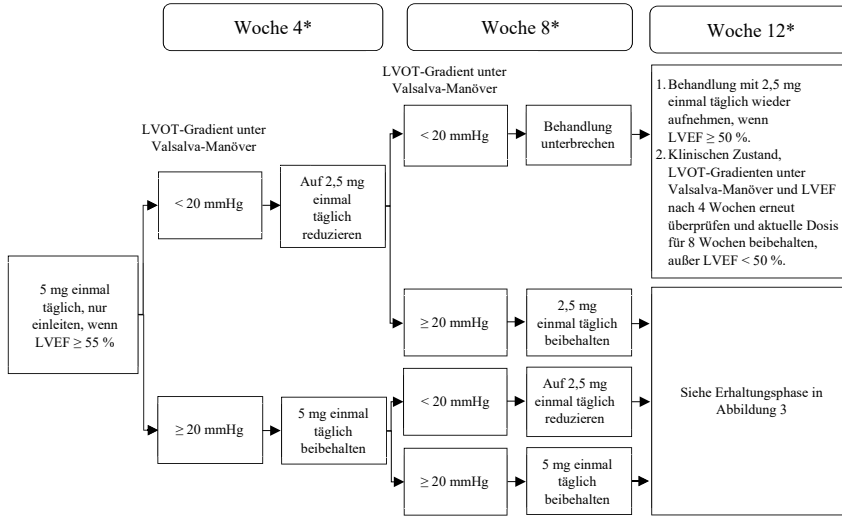 Woche 4*
Woche 8*
Woche 12*
LVOT-Gradient unter
Valsalva-Manöver
LVOT-Gradient unter
Valsalva-Manöver
5 mg einmal
täglich, nur
einleiten, wenn
LVEF ≥ 55 %
< 20 mmHg
Auf 2,5 mg
einmal
täglich
reduzieren
< 20 mmHg
Behandlung
unterbrechen
1. Behandlung mit 2,5 mg
einmal täglich wieder
aufnehmen, wenn
LVEF ≥ 50 %.
2. Klinischen Zustand,
LVOT-Gradienten unter
Valsalva-Manöver und LVEF
nach 4 Wochen erneut
überprüfen und aktuelle Dosis
für 8 Wochen beibehalten,
außer LVEF < 50 %.
≥ 20 mmHg
2,5 mg
einmal täglich
beibehalten
≥ 20 mmHg
5 mg einmal
täglich
beibehalten
< 20 mmHg
Auf 2,5 mg
einmal täglich
reduzieren
≥ 20 mmHg
5 mg einmal
täglich
beibehalten
Siehe Erhaltungsphase in
Abbildung 3